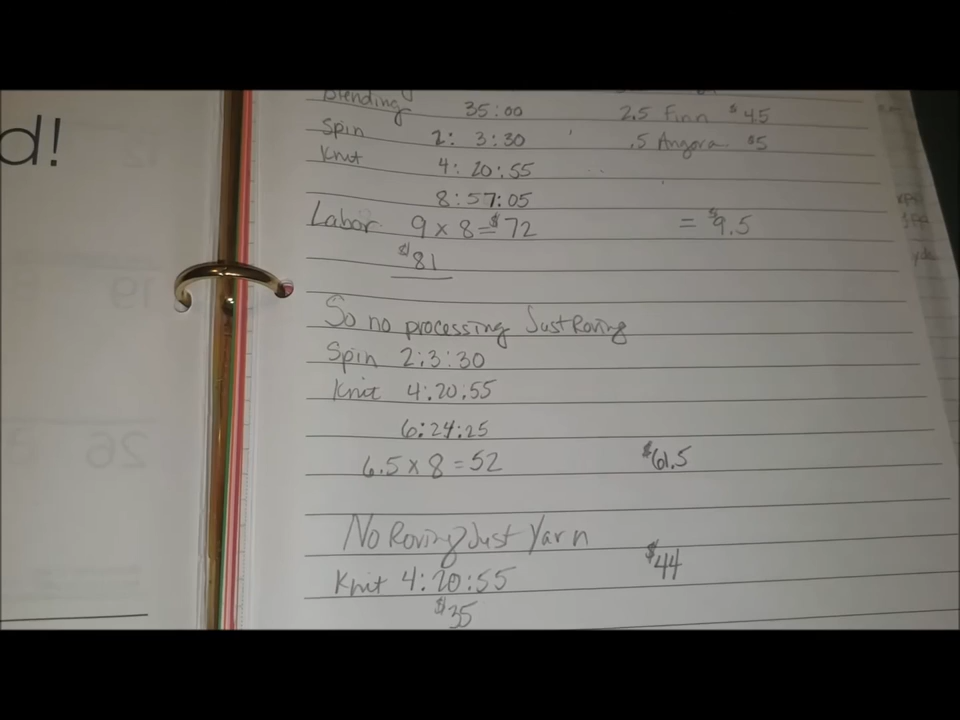 d!
Blending 35:00 2.5 Finn $45
Spin 2: 3:30 .5 Angora $5
Knit 4: 20:55
8:57:05
Labor 9 x 8 = $72 = $9.5
$81
So no processing Just Roving
Spin 2:3:30
Knit 4:20:55
6:24:25
6.5 x 8 = 52 $61.5
No Roving Just Yarn
Knit 4:20:55 $44
$35
19
26